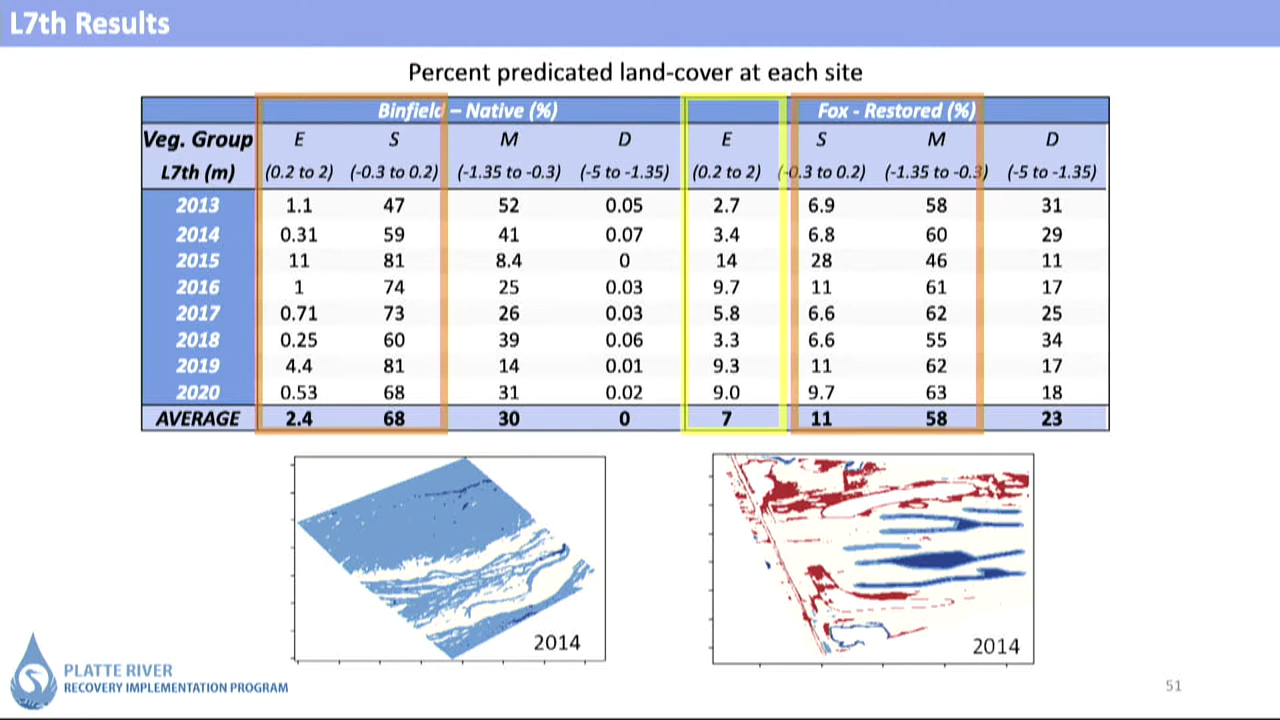 L7th Results
Percent predicated land-cover at each site
Binfield – Native (%) Fox - Restored (%)
Veg. Group E S M D E S M D
L7th (m) (0.2 to 2) (-0.3 to 0.2) (-1.35 to -0.3) (-5 to -1.35) (0.2 to 2) (-0.3 to 0.2) (-1.35 to -0.3) (-5 to -1.35)
2013 1.1 47 52 0.05 2.7 6.9 58 31
2014 0.31 59 41 0.07 3.4 6.8 60 29
2015 11 81 8.4 0 14 28 46 11
2016 1 74 25 0.03 9.7 11 61 17
2017 0.71 73 26 0.03 5.8 6.6 62 25
2018 0.25 60 39 0.06 3.3 6.6 55 34
2019 4.4 81 14 0.01 9.3 11 62 17
2020 0.53 68 31 0.02 9.0 9.7 63 18
AVERAGE 2.4 68 30 0 7 11 58 23
2014
2014
PLATTE RIVER
RECOVERY IMPLEMENTATION PROGRAM
51